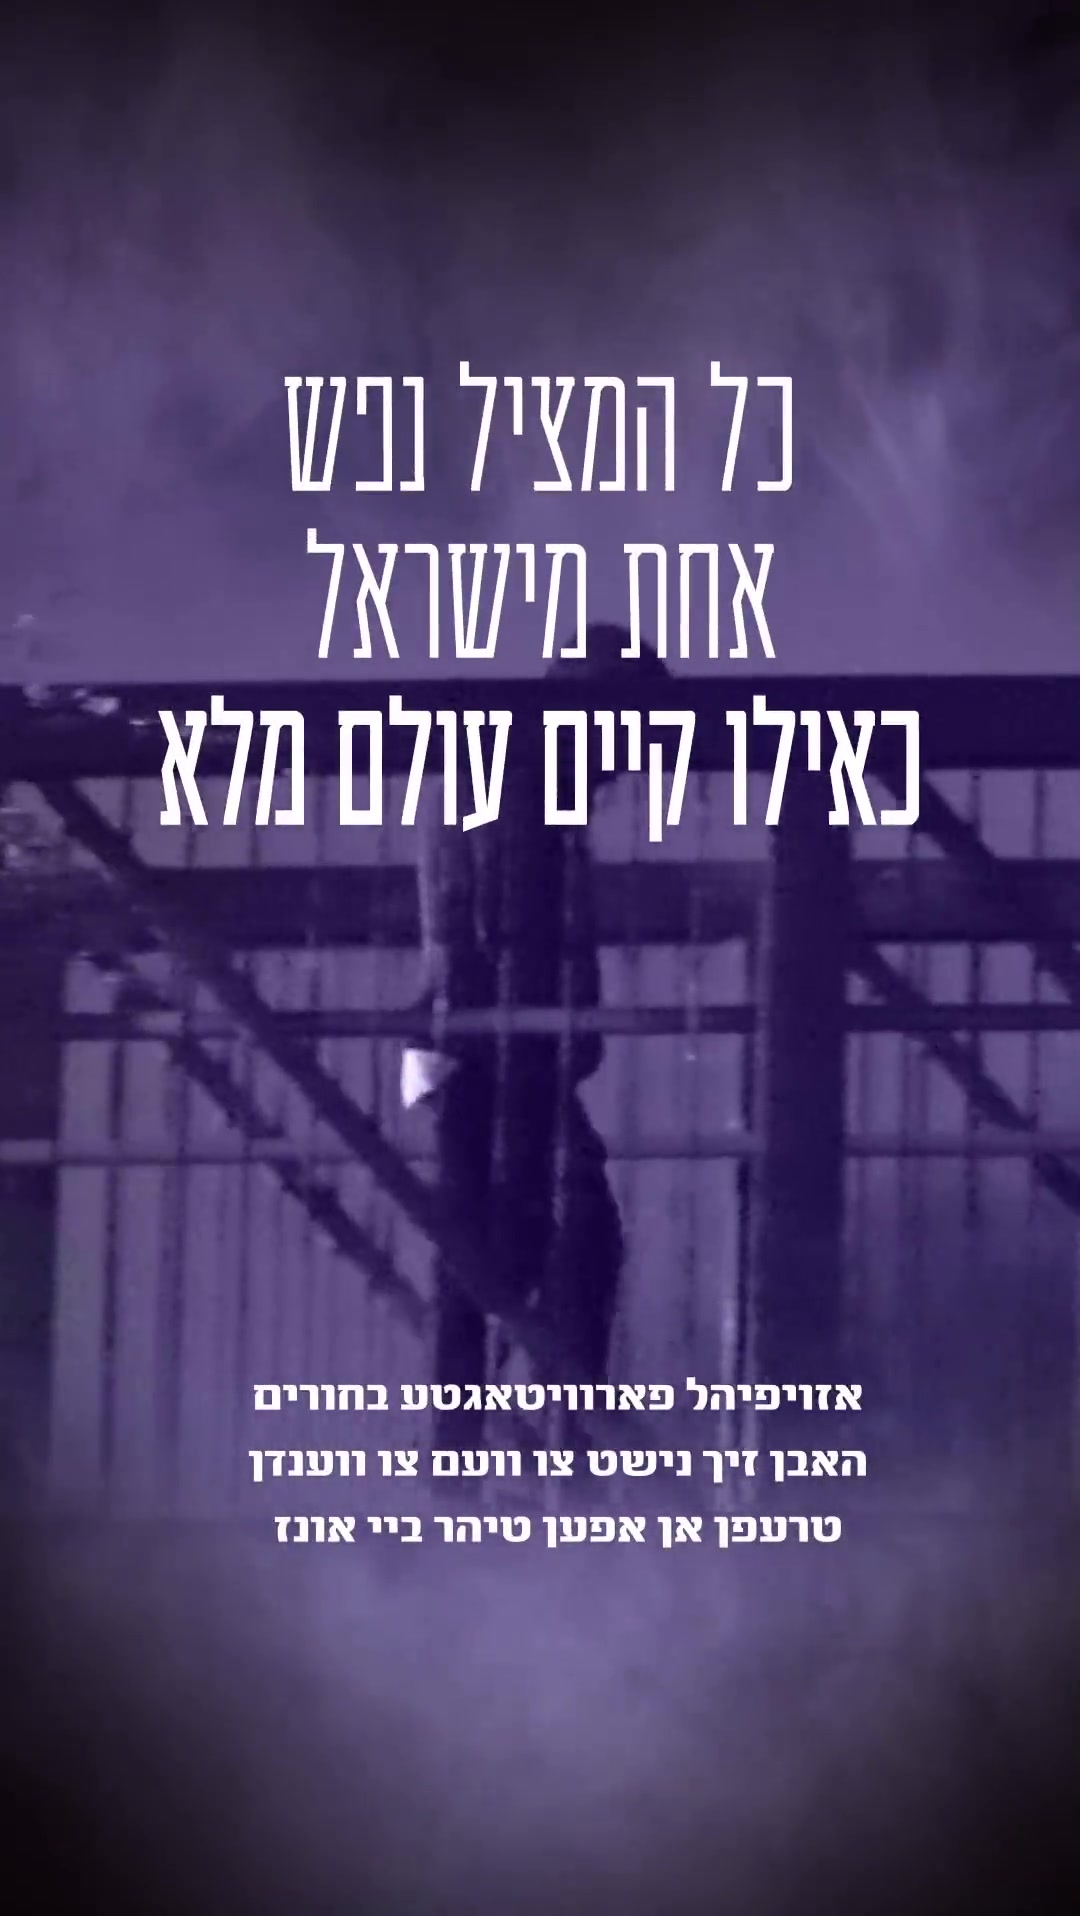 כל המציל נפש
אחת מישראל
כאילו קיים עולם מלא
אזויפיהל פארוויטאגטע בחורים
האבן זיך נישט צו וועם צו ווענדן
טרעפן אן אפען טיהר ביי אונז